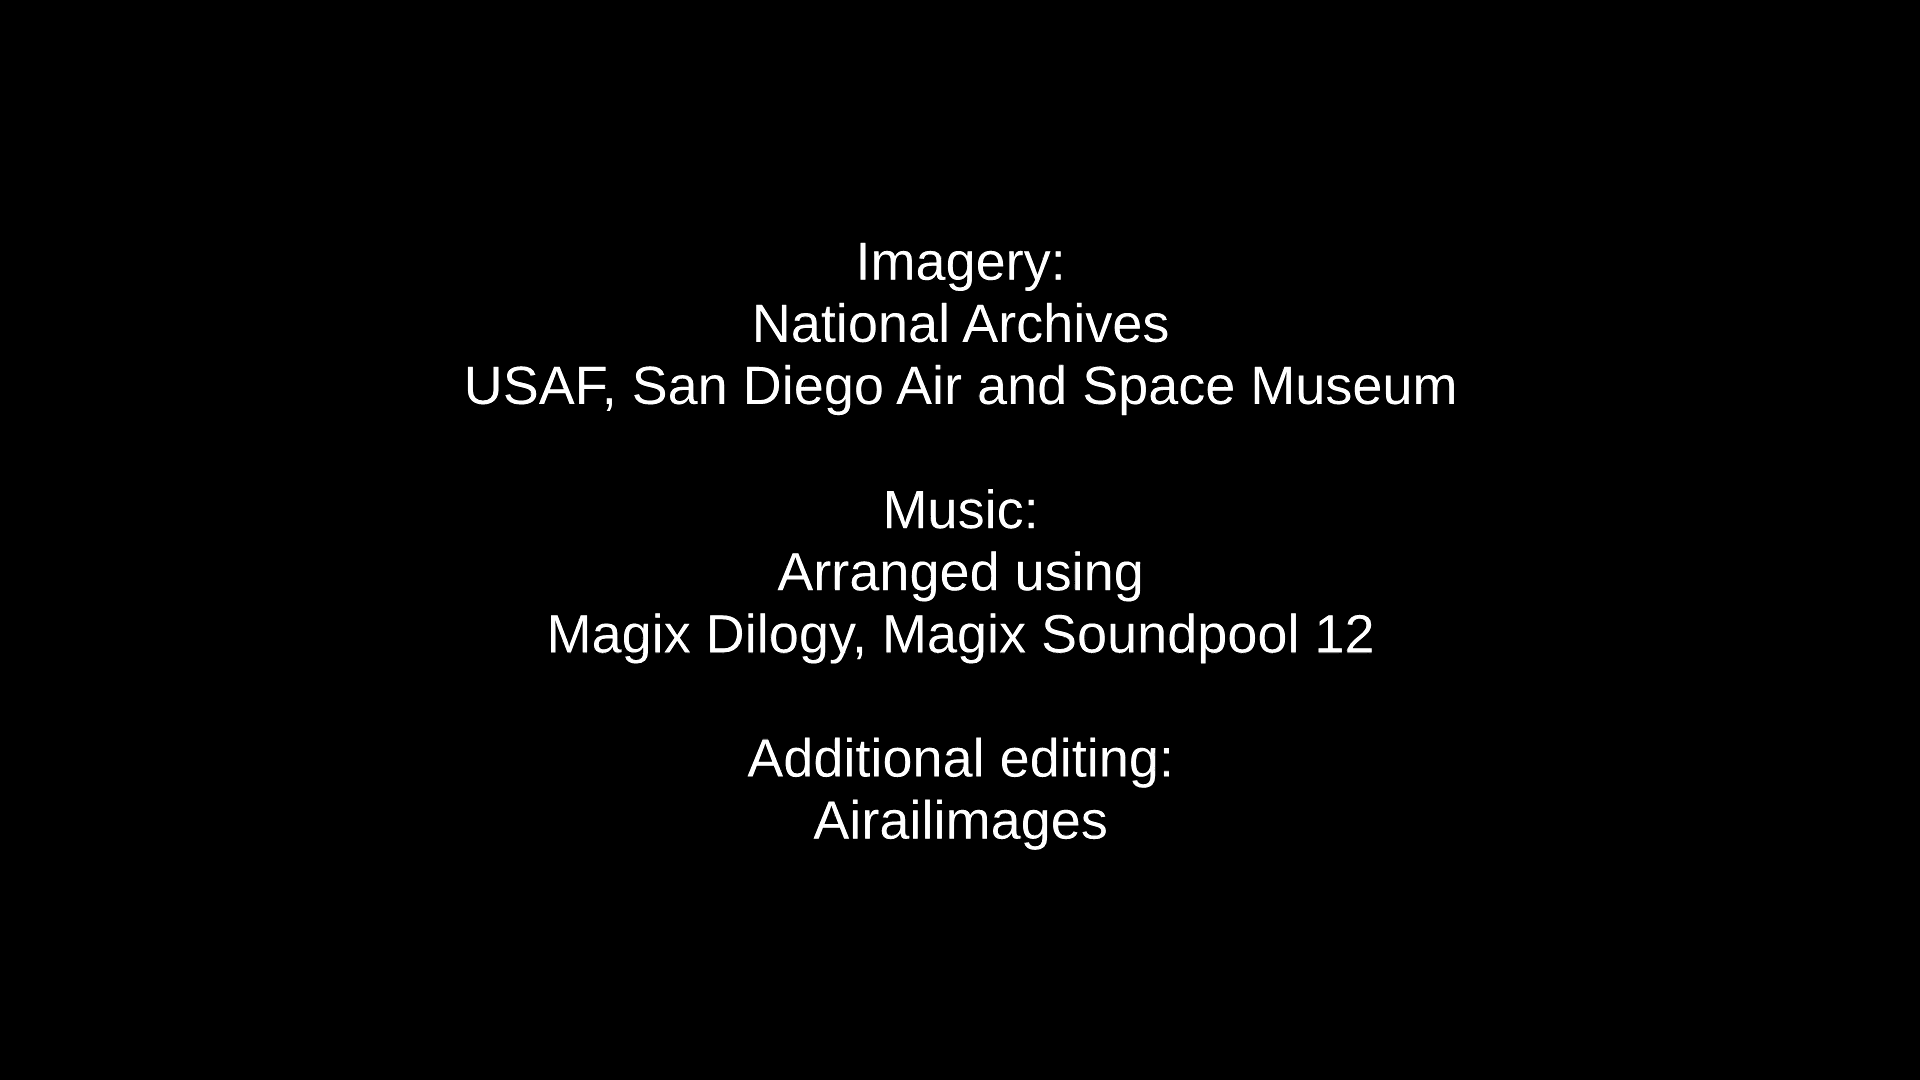 Imagery:
National Archives
USAF, San Diego Air and Space Museum
Music:
Arranged using
Magix Dilogy, Magix Soundpool 12
Additional editing:
Airailimages